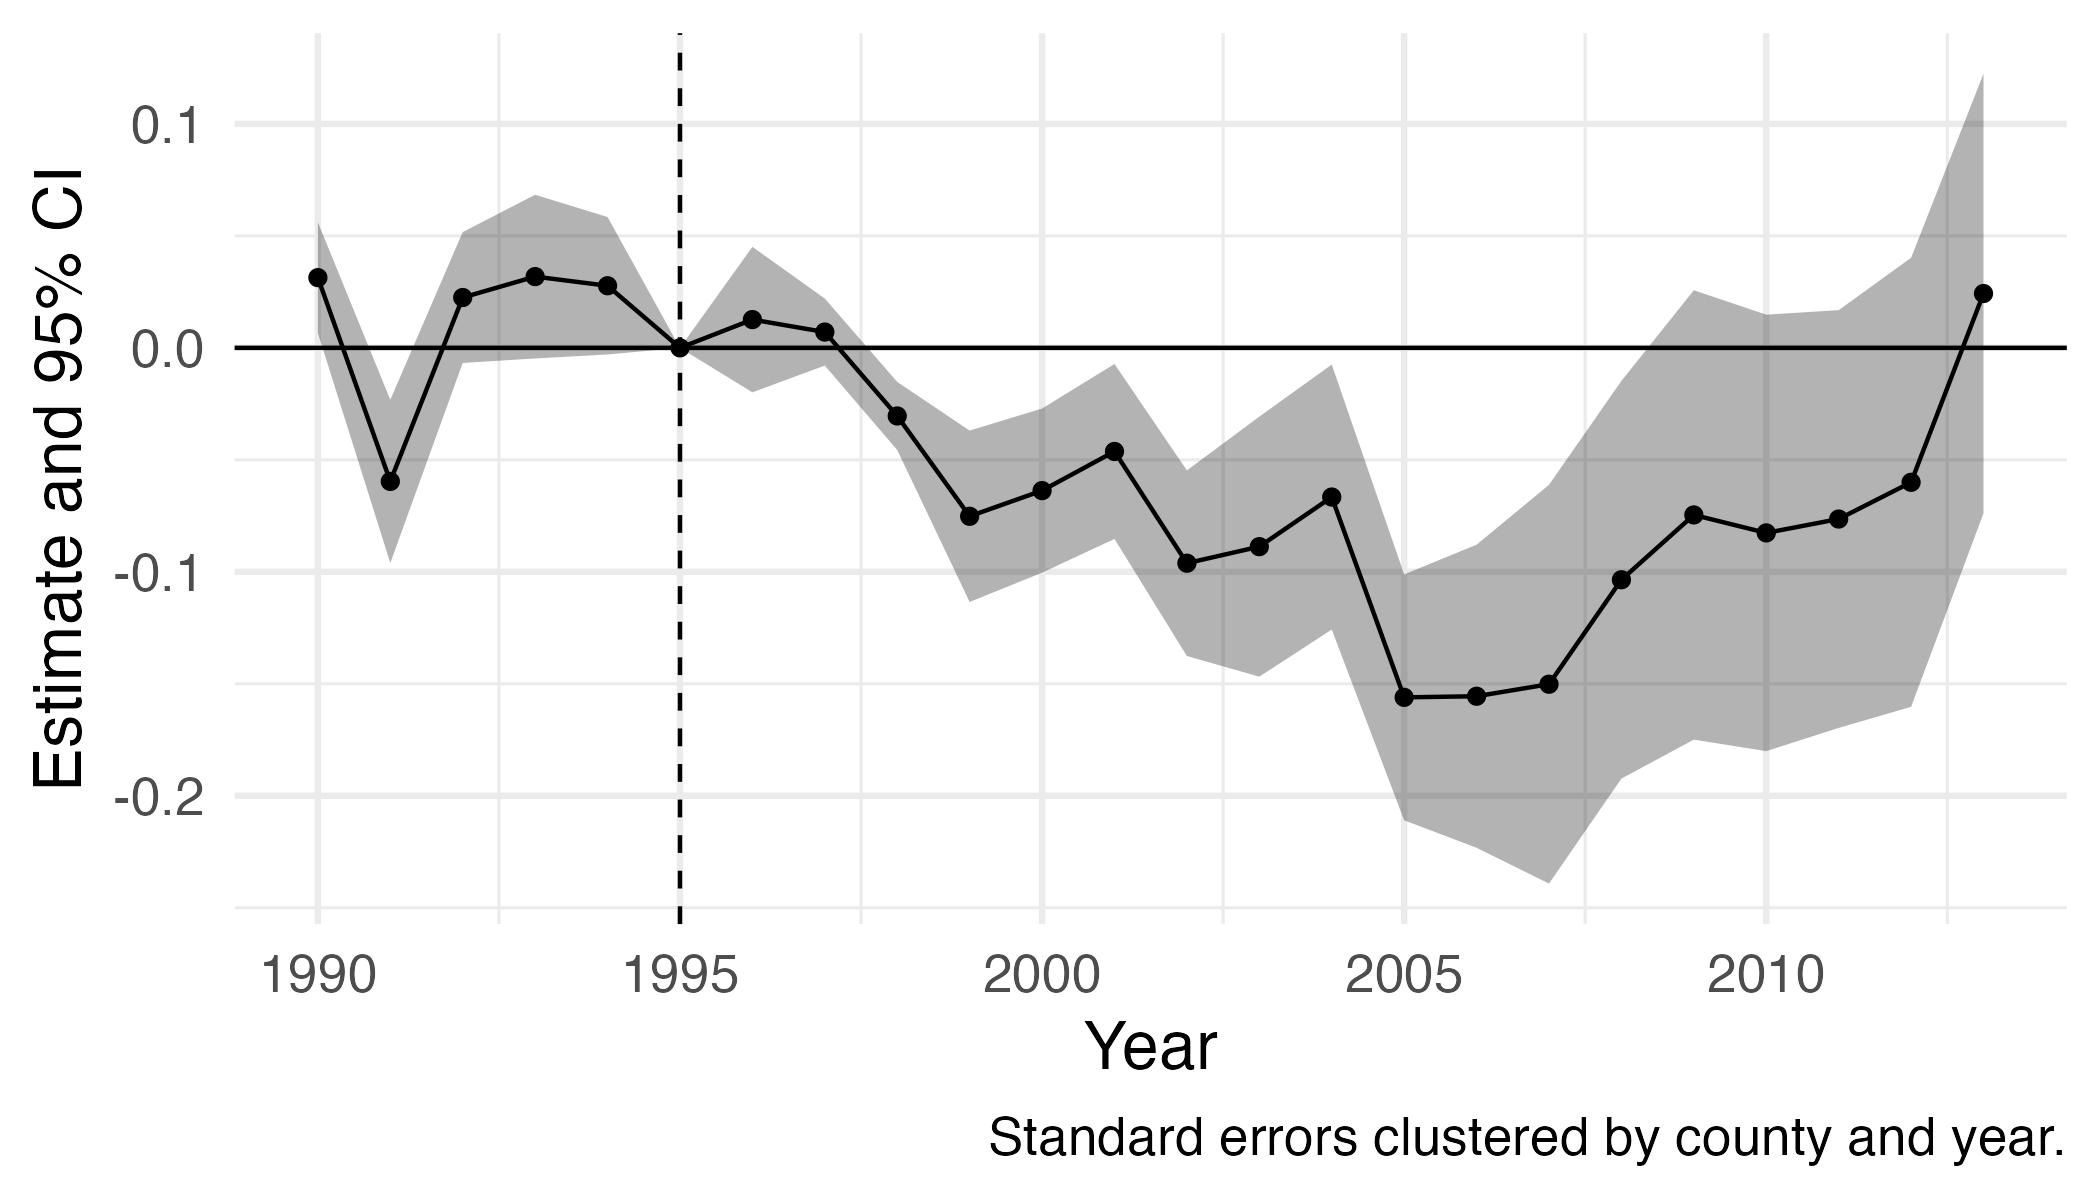 Estimate and 95% CI
0.1
0.0
-0.1
-0.2
1990 1995 2000 2005 2010
Year
Standard errors clustered by county and year.